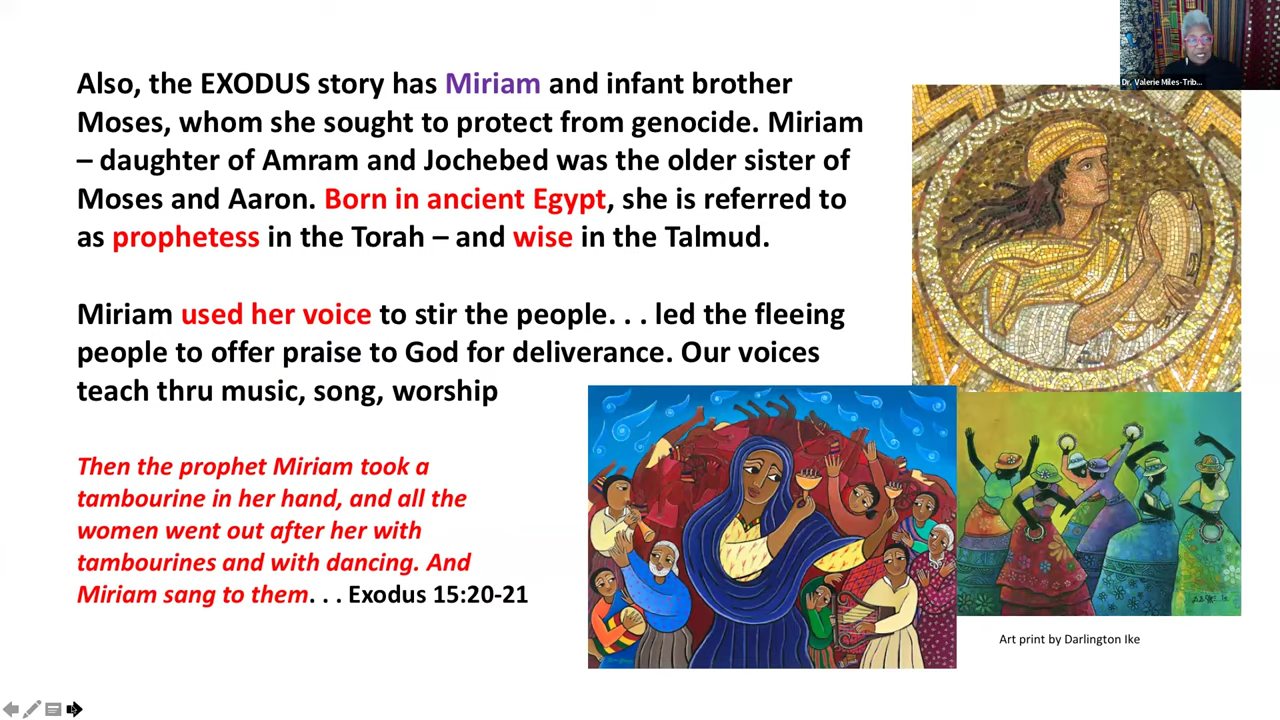 Dr. Valerie Miles-Trib...
Also, the EXODUS story has Miriam and infant brother
Moses, whom she sought to protect from genocide. Miriam
– daughter of Amram and Jochebed was the older sister of
Moses and Aaron. Born in ancient Egypt, she is referred to
as prophetess in the Torah – and wise in the Talmud.
Miriam used her voice to stir the people. . . led the fleeing
people to offer praise to God for deliverance. Our voices
teach thru music, song, worship
Then the prophet Miriam took a
tambourine in her hand, and all the
women went out after her with
tambourines and with dancing. And
Miriam sang to them. . . Exodus 15:20-21
Art print by Darlington Ike